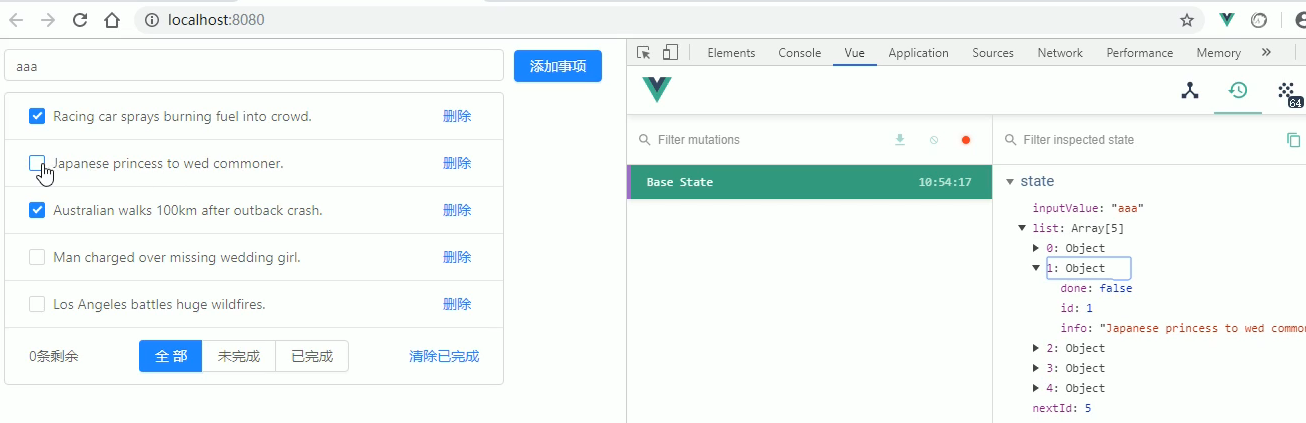 localhost:8080
aaa
添加事项
Racing car sprays burning fuel into crowd.
删除
Japanese princess to wed commoner.
删除
Australian walks 100km after outback crash.
删除
Man charged over missing wedding girl.
删除
Los Angeles battles huge wildfires.
删除
0条剩余
全部
未完成
已完成
清除已完成
Elements Console Vue Application Sources Network Performance Memory »
64
Filter mutations
Base State 10:54:17
Filter inspected state
state
inputValue: "aaa"
list: Array[5]
0: Object
1: Object
done: false
id: 1
info: "Japanese princess to wed commo
2: Object
3: Object
4: Object
nextId: 5